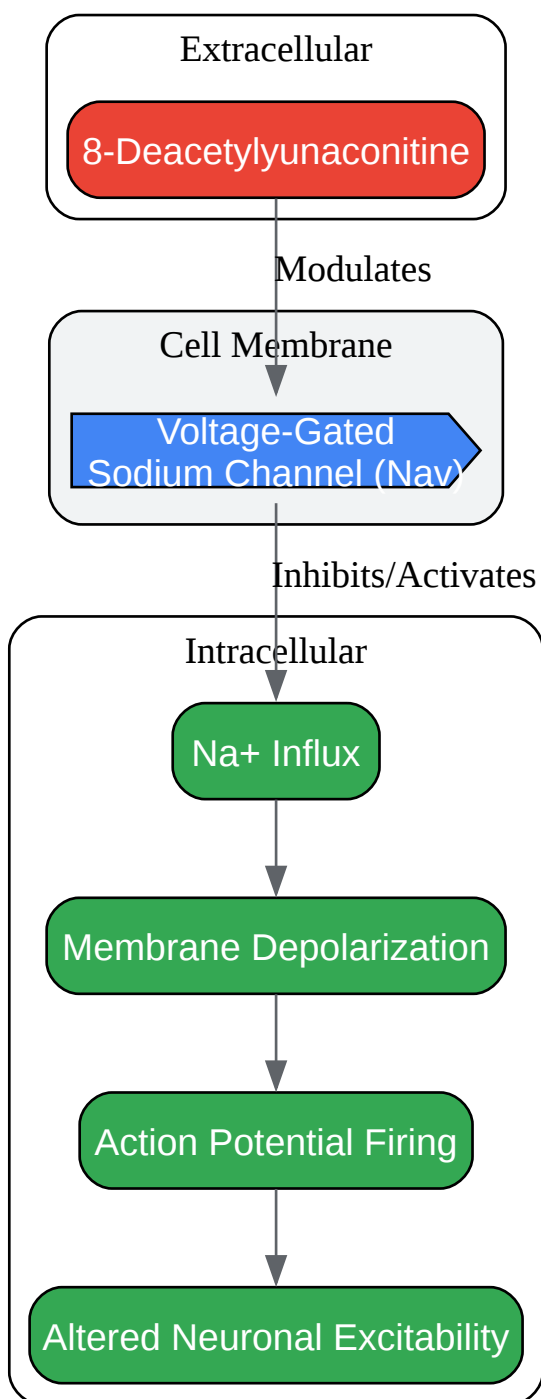 Extracellular
8-Deacetylyunaconitine
Modulates
Cell Membrane
Voltage-Gated
Sodium Channel (Nav)
Inhibits/Activates
Intracellular
Na+ Influx
Membrane Depolarization
Action Potential Firing
Altered Neuronal Excitability